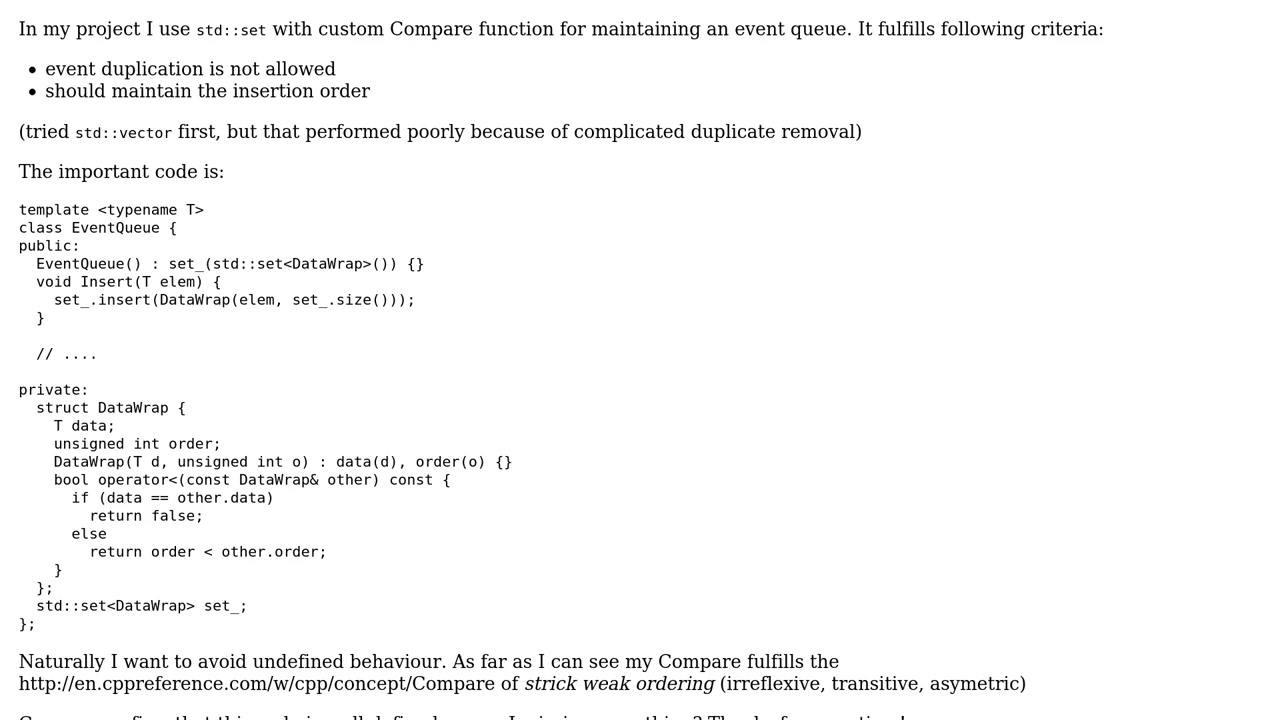 In my project I use std::set with custom Compare function for maintaining an event queue. It fulfills following criteria:
• event duplication is not allowed
• should maintain the insertion order
(tried std::vector first, but that performed poorly because of complicated duplicate removal)
The important code is:
template <typename T>
class EventQueue {
public:
  EventQueue() : set_(std::set<DataWrap>()) {}
  void Insert(T elem) {
    set_.insert(DataWrap(elem, set_.size()));
  }
  // ....
private:
  struct DataWrap {
    T data;
    unsigned int order;
    DataWrap(T d, unsigned int o) : data(d), order(o) {}
    bool operator<(const DataWrap& other) const {
      if (data == other.data)
        return false;
      else
        return order < other.order;
    }
  };
  std::set<DataWrap> set_;
};
Naturally I want to avoid undefined behaviour. As far as I can see my Compare fulfills the
http://en.cppreference.com/w/cpp/concept/Compare of strick weak ordering (irreflexive, transitive, asymetric)